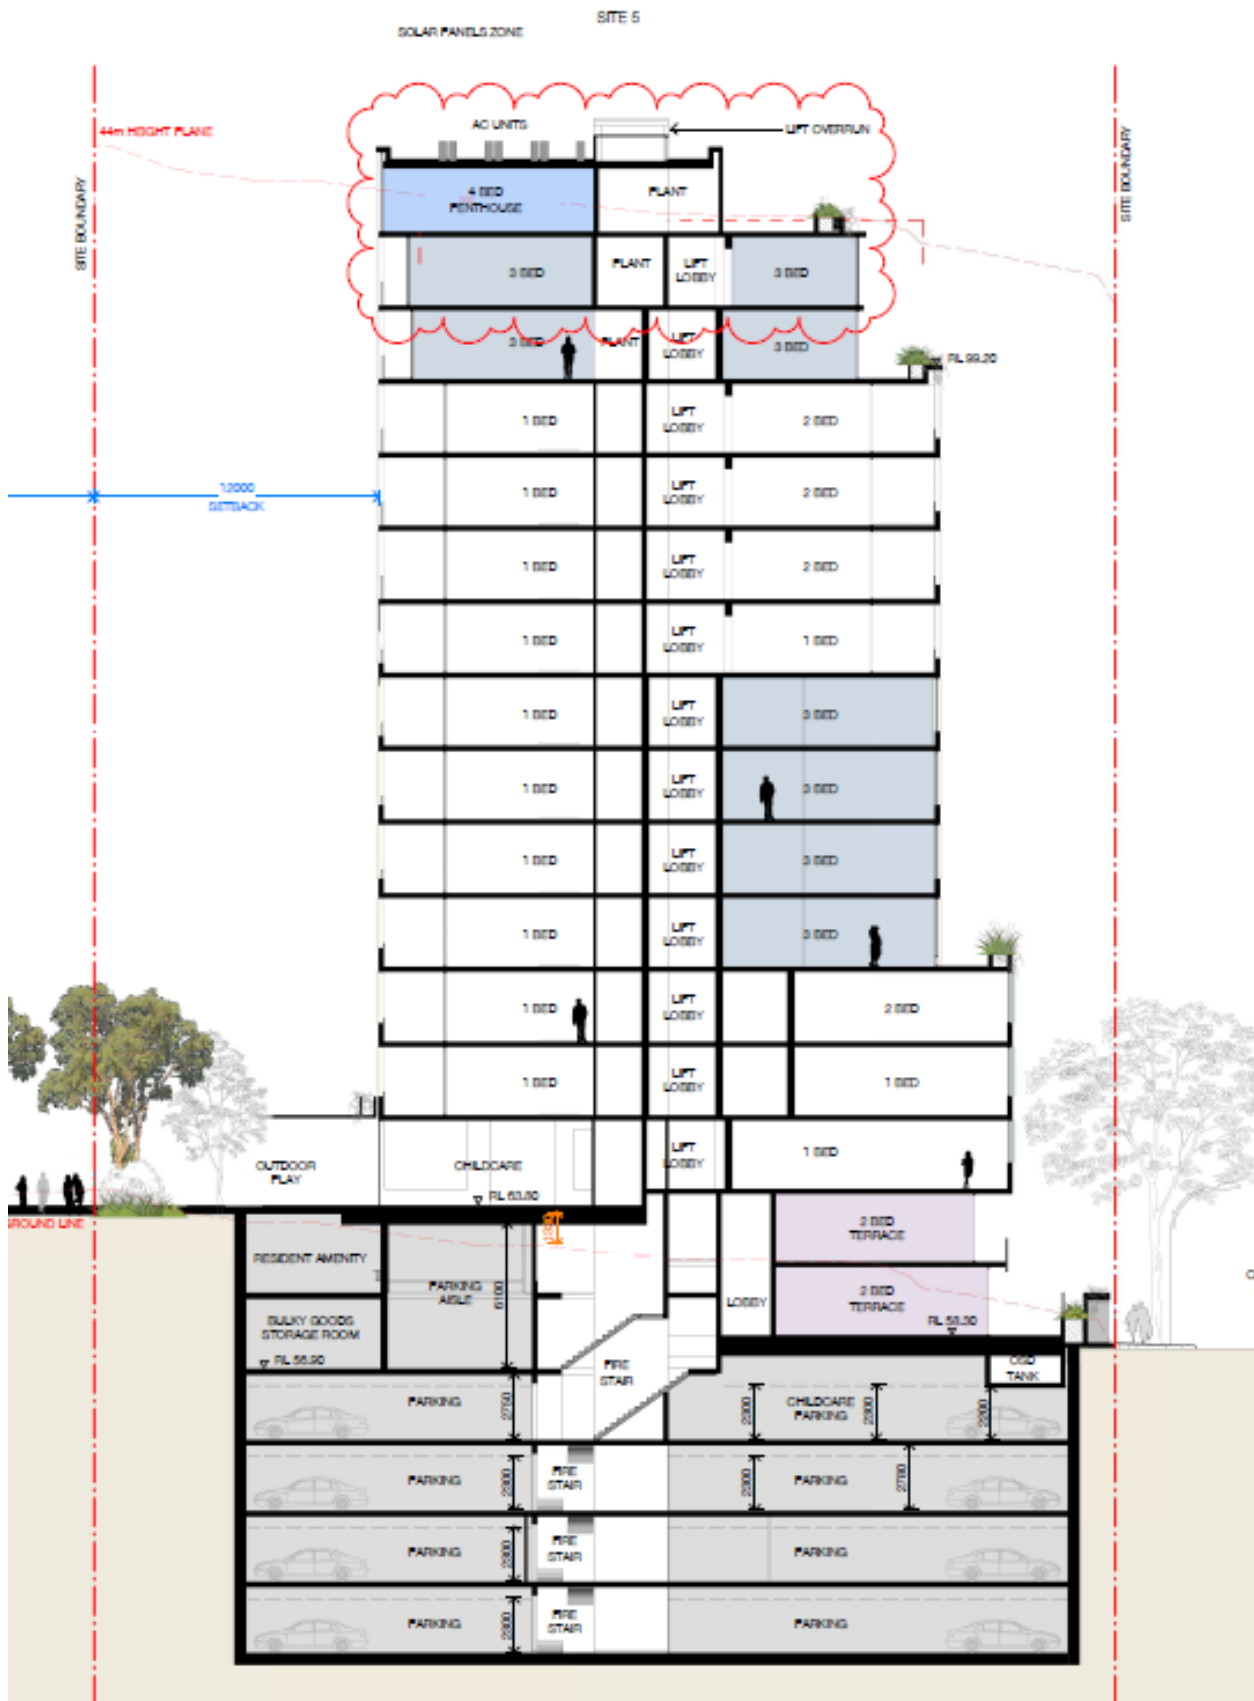 SITE 5
SOLAR PANELS ZONE
44m HEIGHT PLANE
AC UNITS
LIFT OVERRUN
SITE BOUNDARY
SITE BOUNDARY
4 BED
PENTHOUSE
PLANT
3 BED
PLANT
LIFT
LOBBY
3 BED
3 BED
PLANT
LIFT
LOBBY
3 BED
RL 99.20
1 BED
LIFT
LOBBY
2 BED
12000
SETBACK
1 BED
LIFT
LOBBY
2 BED
1 BED
LIFT
LOBBY
2 BED
1 BED
LIFT
LOBBY
1 BED
1 BED
LIFT
LOBBY
3 BED
1 BED
LIFT
LOBBY
3 BED
1 BED
LIFT
LOBBY
3 BED
1 BED
LIFT
LOBBY
3 BED
1 BED
LIFT
LOBBY
2 BED
1 BED
LIFT
LOBBY
1 BED
OUTDOOR
PLAY
CHILDCARE
LIFT
LOBBY
1 BED
RL 63.80
GROUND LINE
2 BED
TERRACE
RESIDENT AMENITY
PARKING
AISLE
6100
LOBBY
2 BED
TERRACE
BULKY GOODS
STORAGE ROOM
RL 58.30
RL 56.90
FIRE
STAIR
OSD
TANK
PARKING
2750
2300
CHILDCARE
PARKING
2300
2200
PARKING
2300
FIRE
STAIR
2300
PARKING
2780
PARKING
2300
FIRE
STAIR
PARKING
PARKING
2300
FIRE
STAIR
PARKING